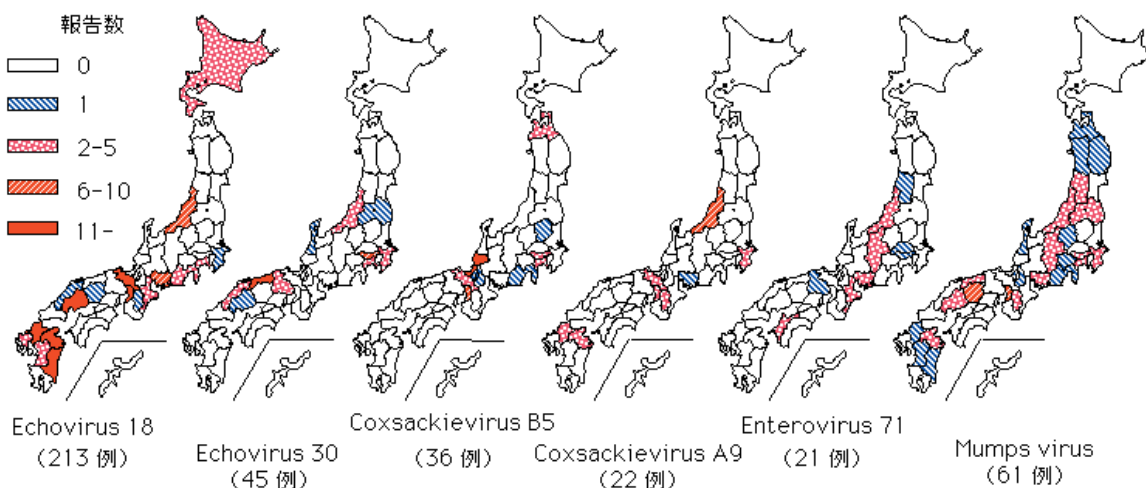 報告数
0
1
2-5
6-10
11-
Echovirus 18
(213 例)
Echovirus 30
(45 例)
Coxsackievirus B5
(36 例)
Coxsackievirus A9
(22 例)
Enterovirus 71
(21 例)
Mumps virus
(61 例)